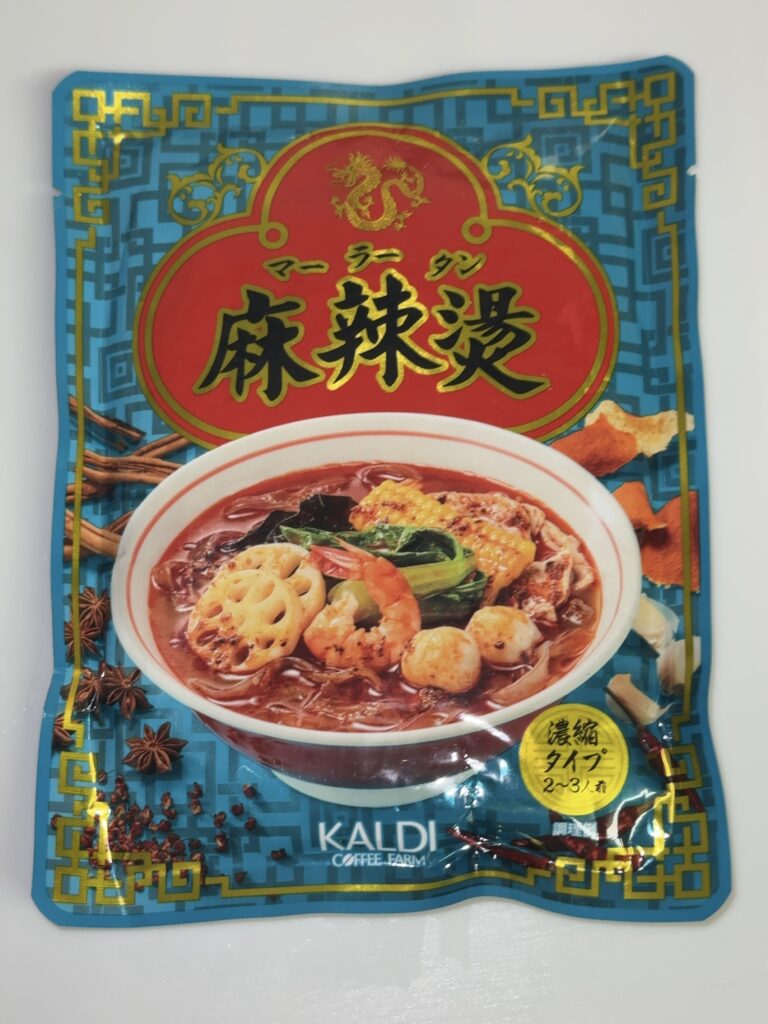 マーラータン
麻辣燙
濃縮
タイプ
2〜3人前
調理例
KALDI
COFFEE FARM